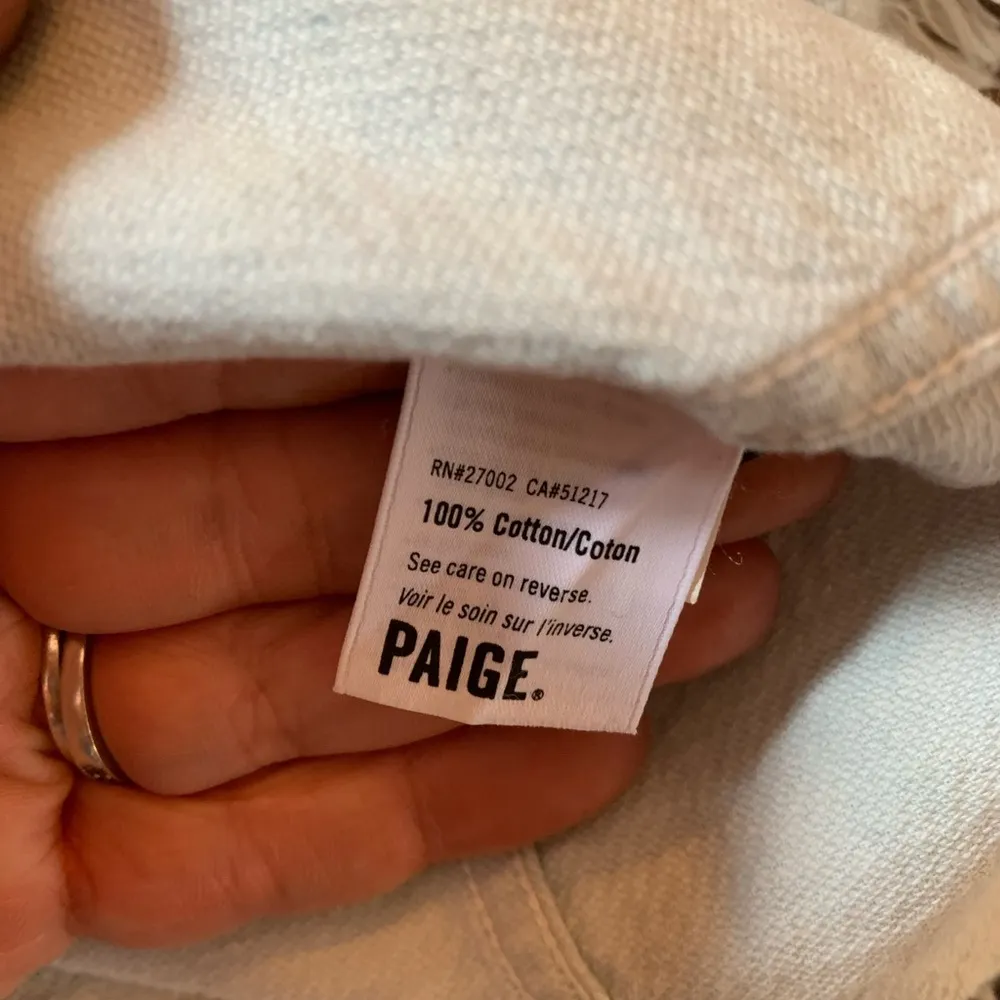 RN#27002 CA#51217
100% Cotton/Coton
See care on reverse.
Voir le soin sur l'inverse.
PAIGE®